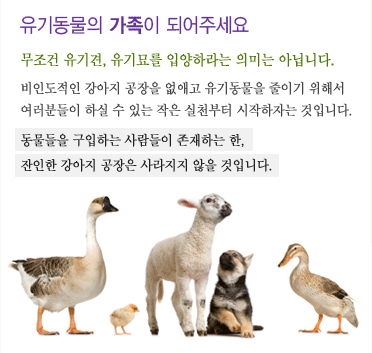 유기동물의 가족이 되어주세요
무조건 유기견, 유기묘를 입양하라는 의미는 아닙니다.
비인도적인 강아지 공장을 없애고 유기동물을 줄이기 위해서
여러분들이 하실 수 있는 작은 실천부터 시작하자는 것입니다.
동물들을 구입하는 사람들이 존재하는 한,
잔인한 강아지 공장은 사라지지 않을 것입니다.